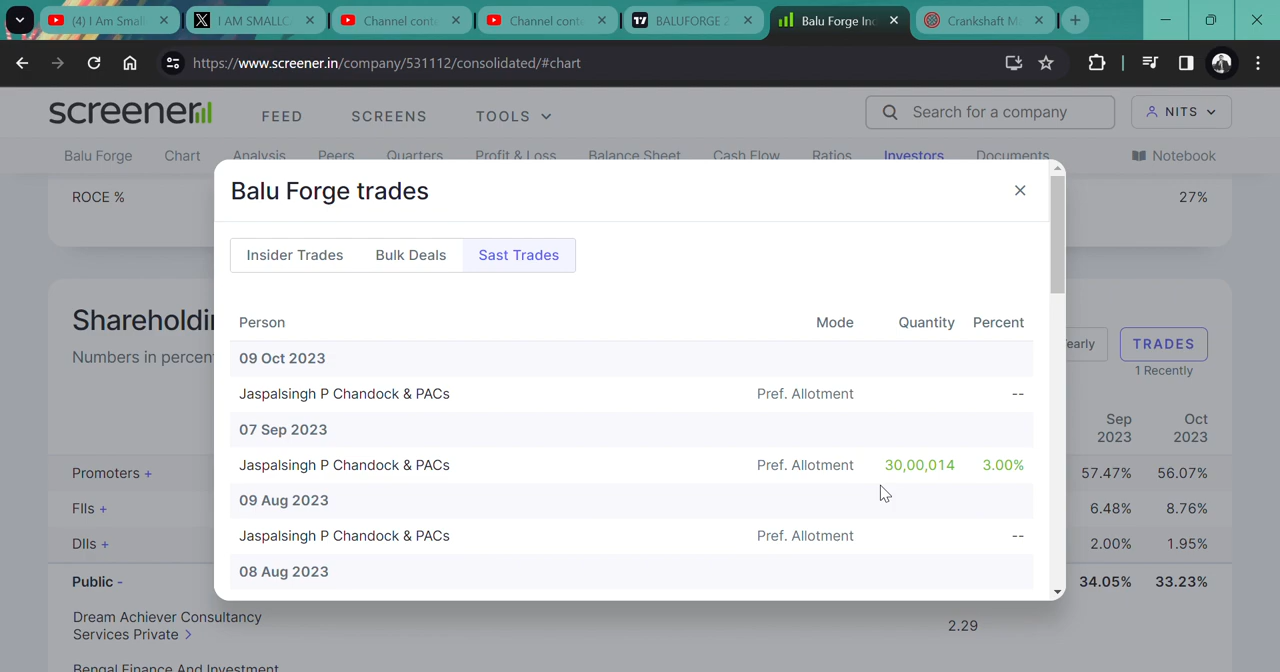 (4) I Am Small
I AM SMALLC
Channel conte
Channel conte
BALUFORGE 2
Balu Forge Inc
Crankshaft M
https://www.screener.in/company/531112/consolidated/#chart
screener
FEED
SCREENS
TOOLS
Search for a company
NITS
Balu Forge
Chart
Analysis
Peers
Quarters
Profit & Loss
Balance Sheet
Cash Flow
Ratios
Investors
Documents
Notebook
ROCE %
27%
Balu Forge trades
Insider Trades
Bulk Deals
Sast Trades
Person Mode Quantity Percent
09 Oct 2023
Jaspalsingh P Chandock & PACs Pref. Allotment --
07 Sep 2023
Jaspalsingh P Chandock & PACs Pref. Allotment 30,00,014 3.00%
09 Aug 2023
Jaspalsingh P Chandock & PACs Pref. Allotment --
08 Aug 2023
Shareholdin
Numbers in percent
early
TRADES
1 Recently
Sep 2023
Oct 2023
Promoters + 57.47% 56.07%
FIIs + 6.48% 8.76%
DIIs + 2.00% 1.95%
Public - 34.05% 33.23%
Dream Achiever Consultancy
Services Private > 2.29
Bengal Finance And Investment